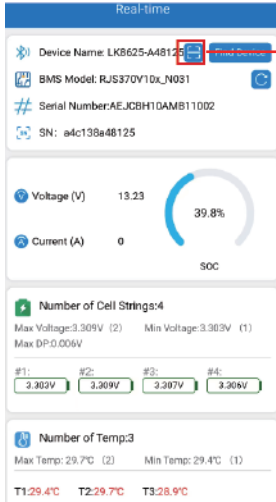 Real-time
Device Name: LK8625-A48125 Find Device
BMS Model: RJS370V10x_N031
Serial Number:AEJCBH10AMB11002
SN: a4c138a48125
Voltage (V) 13.23
39.8%
Current (A) 0
SOC
Number of Cell Strings:4
Max Voltage:3.309V (2) Min Voltage:3.303V (1)
Max DP:0.006V
#1: #2: #3: #4:
3.303V 3.309V 3.307V 3.306V
Number of Temp:3
Max Temp: 29.7℃ (2) Min Temp: 29.4℃ (1)
T1:29.4℃ T2:29.7℃ T3:28.9℃